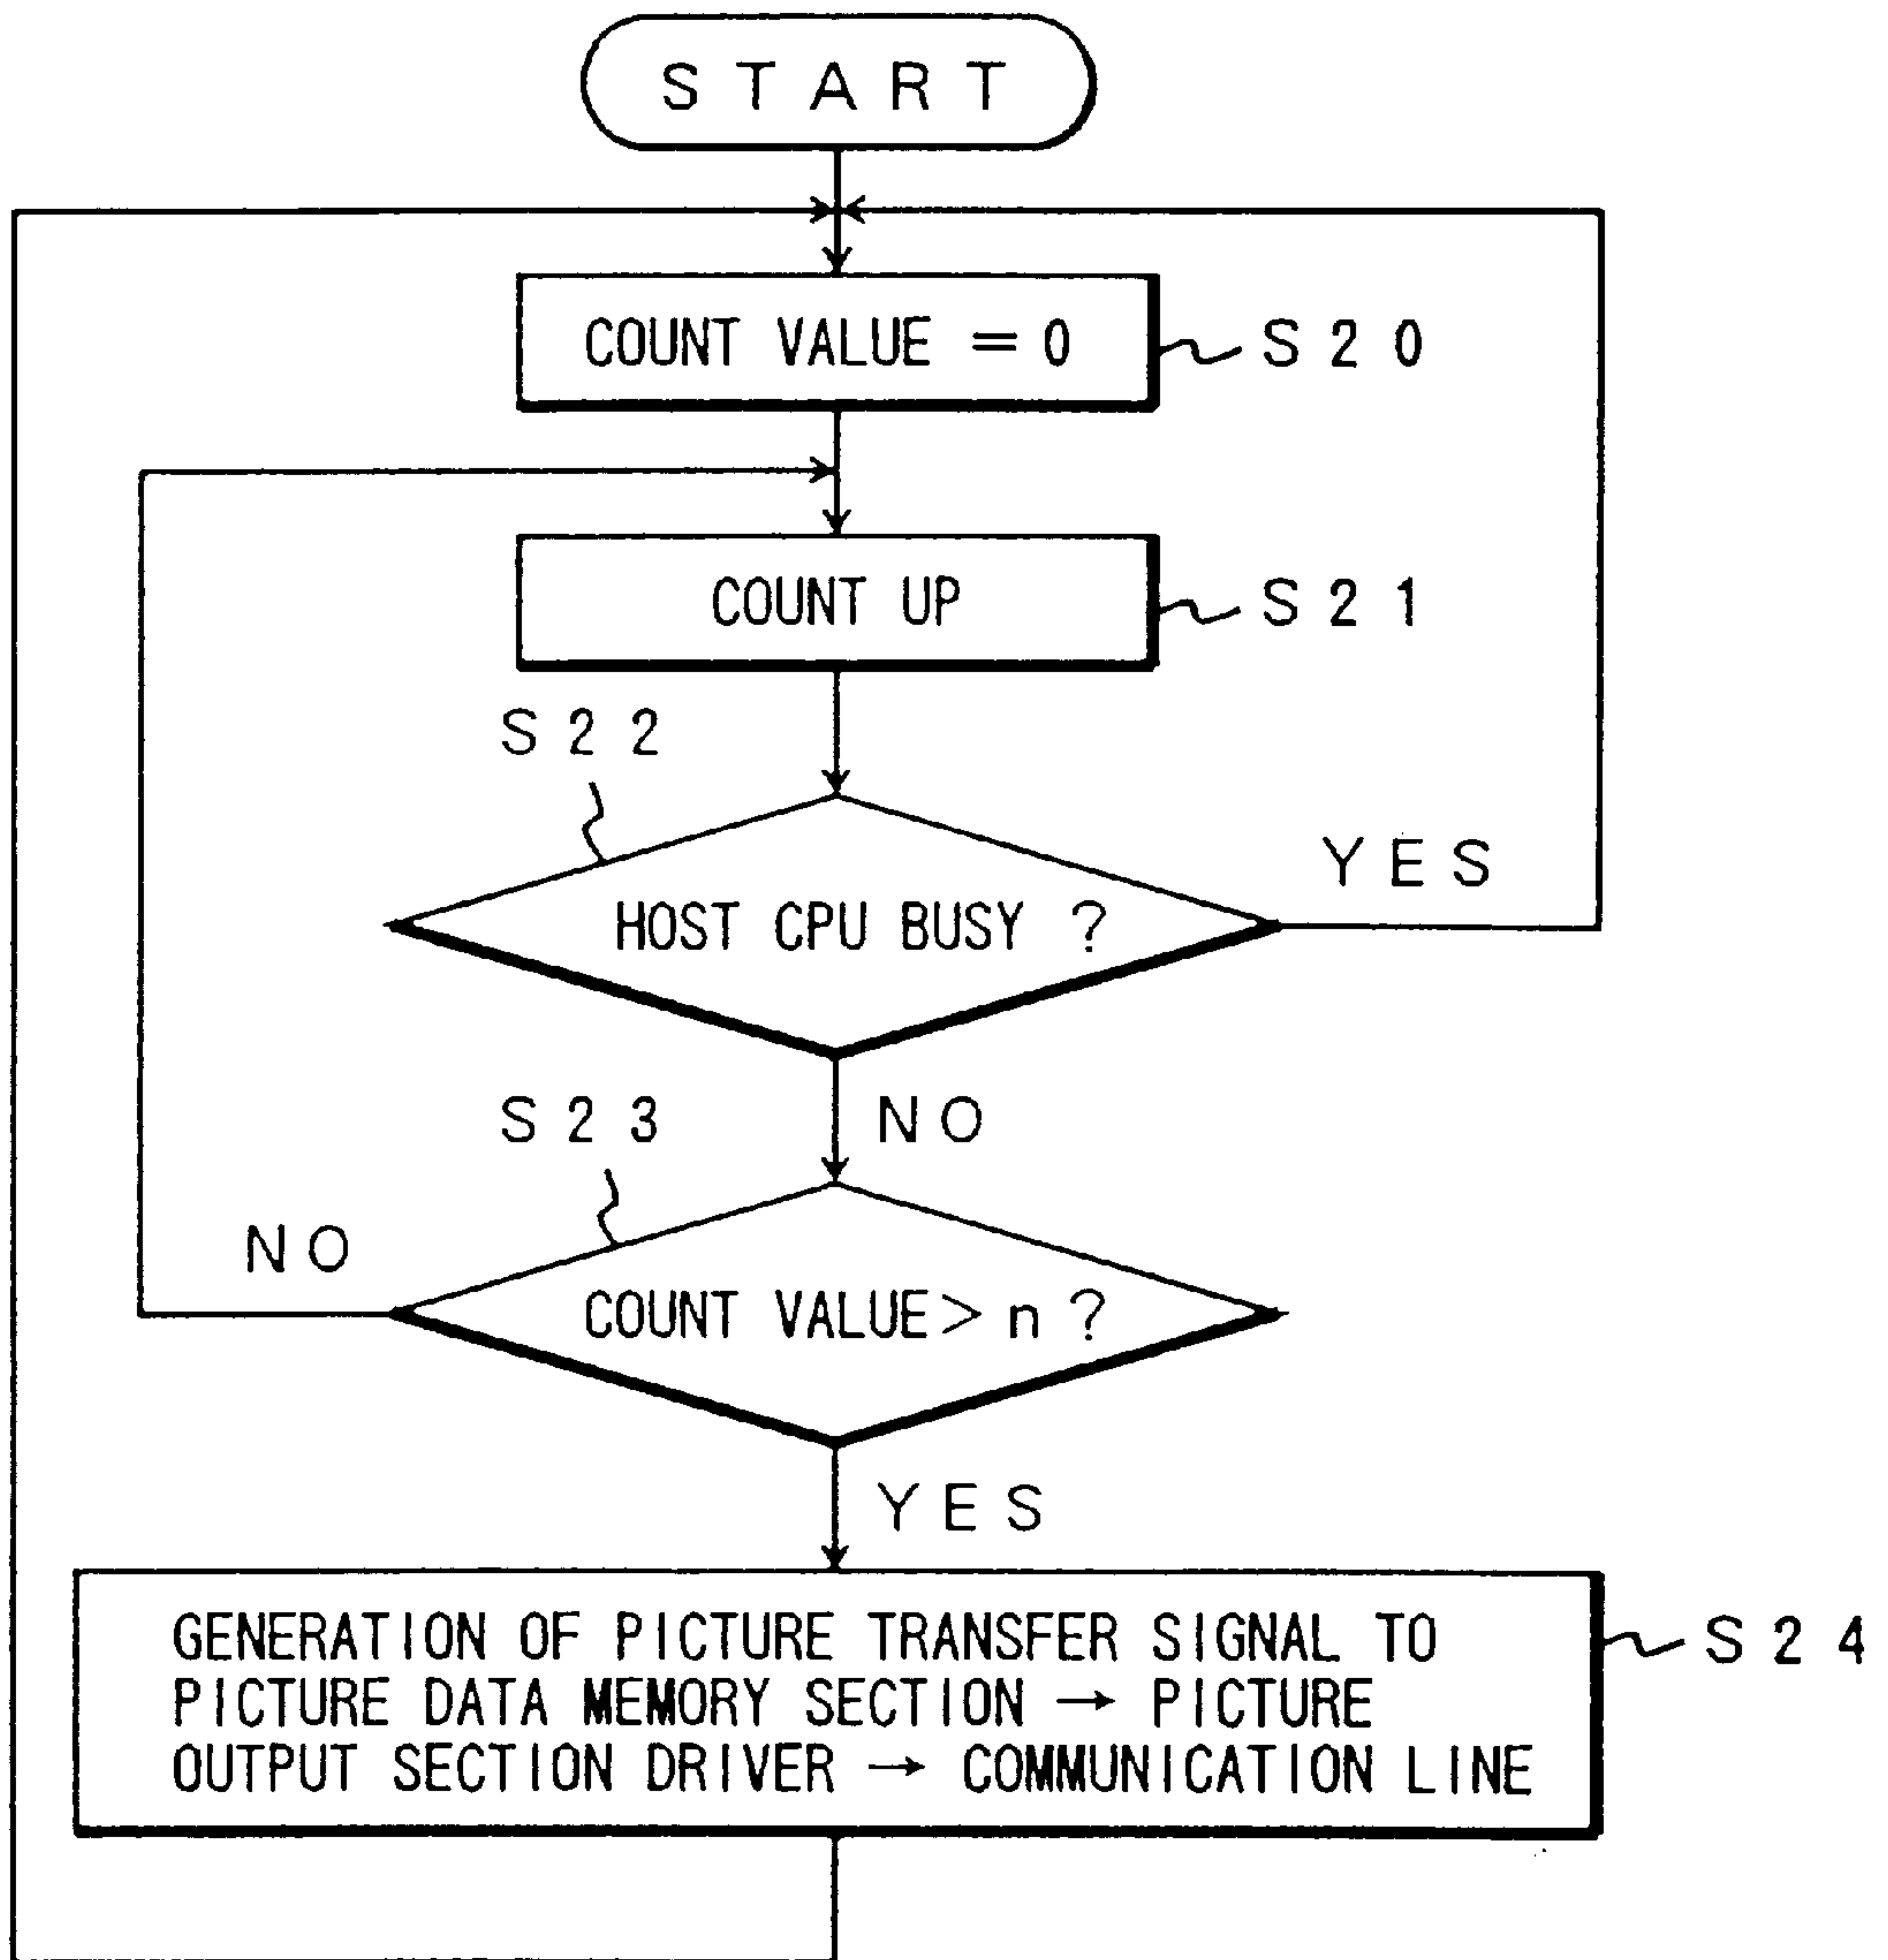 START
COUNT VALUE = 0
S20
COUNT UP
S21
S22
HOST CPU BUSY ?
YES
NO
S23
COUNT VALUE > n ?
NO
YES
GENERATION OF PICTURE TRANSFER SIGNAL TO
PICTURE DATA MEMORY SECTION → PICTURE
OUTPUT SECTION DRIVER → COMMUNICATION LINE
S24